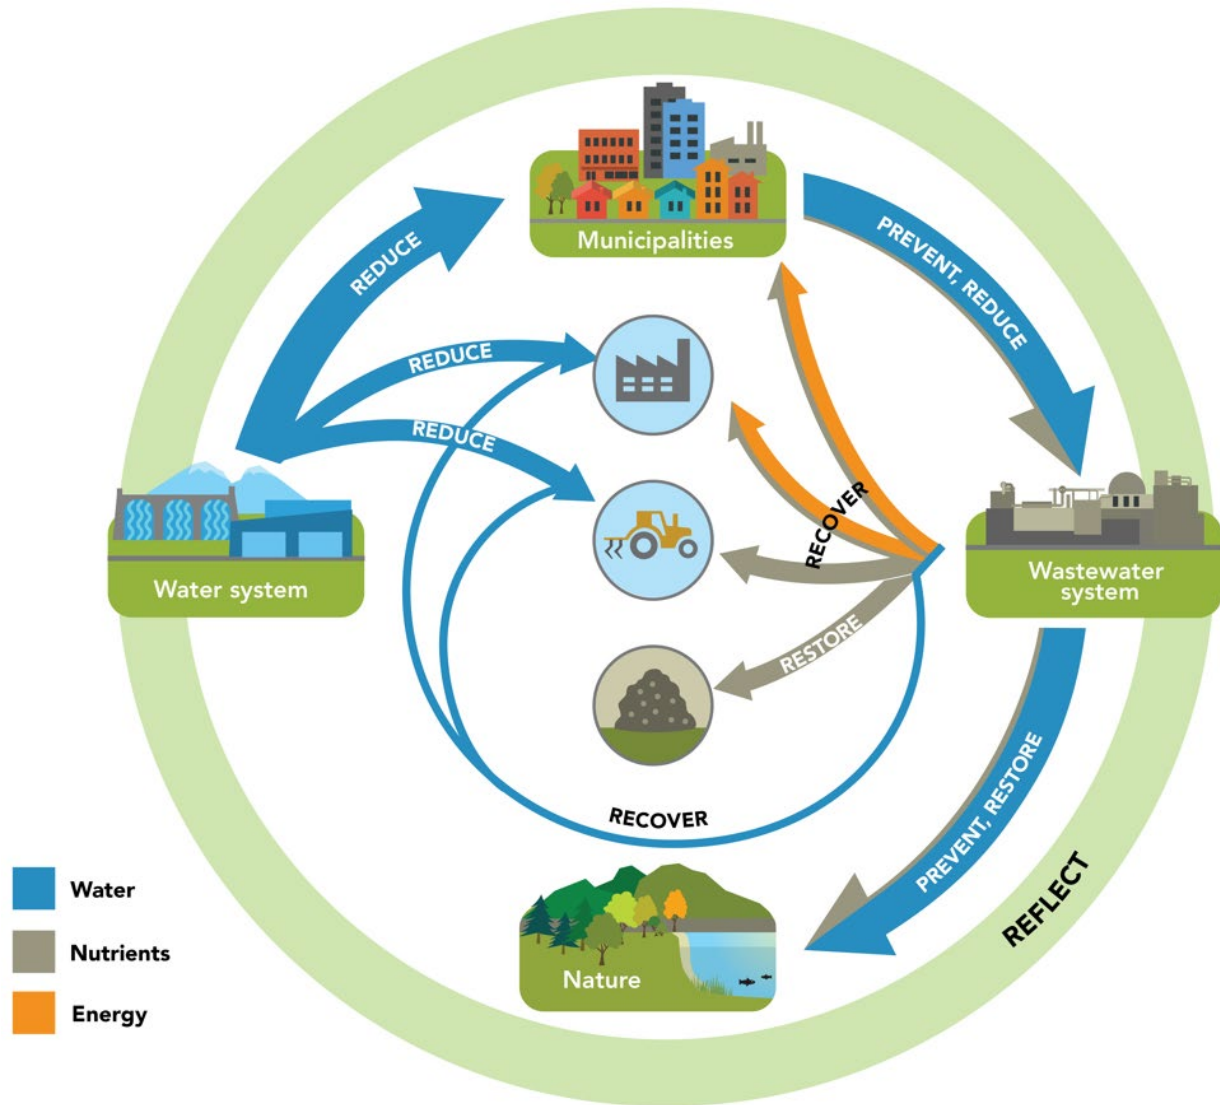 Municipalities
REDUCE
PREVENT, REDUCE
REDUCE
REDUCE
RECOVER
Water system
Wastewater
system
RESTORE
RECOVER
PREVENT, RESTORE
REFLECT
Nature
Water
Nutrients
Energy